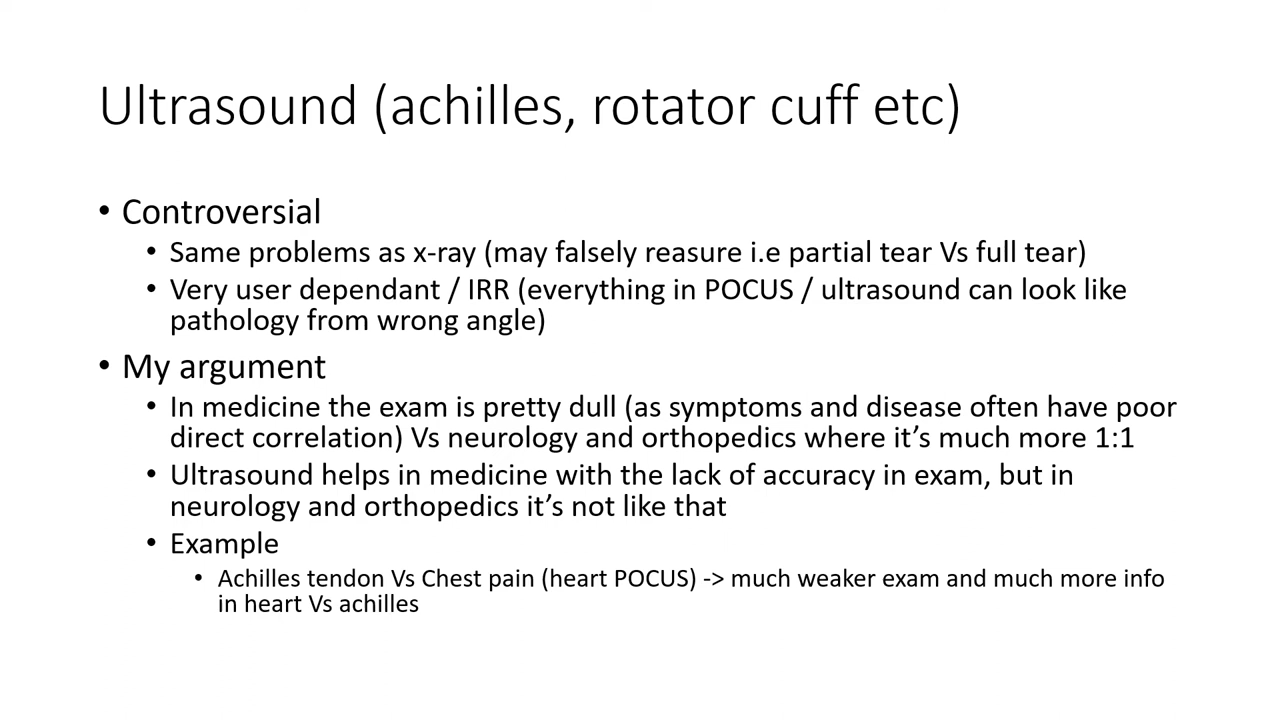 Ultrasound (achilles, rotator cuff etc)
• Controversial
• Same problems as x-ray (may falsely reasure i.e partial tear Vs full tear)
• Very user dependant / IRR (everything in POCUS / ultrasound can look like
pathology from wrong angle)
• My argument
• In medicine the exam is pretty dull (as symptoms and disease often have poor
direct correlation) Vs neurology and orthopedics where it’s much more 1:1
• Ultrasound helps in medicine with the lack of accuracy in exam, but in
neurology and orthopedics it’s not like that
• Example
• Achilles tendon Vs Chest pain (heart POCUS) -> much weaker exam and much more info
in heart Vs achilles